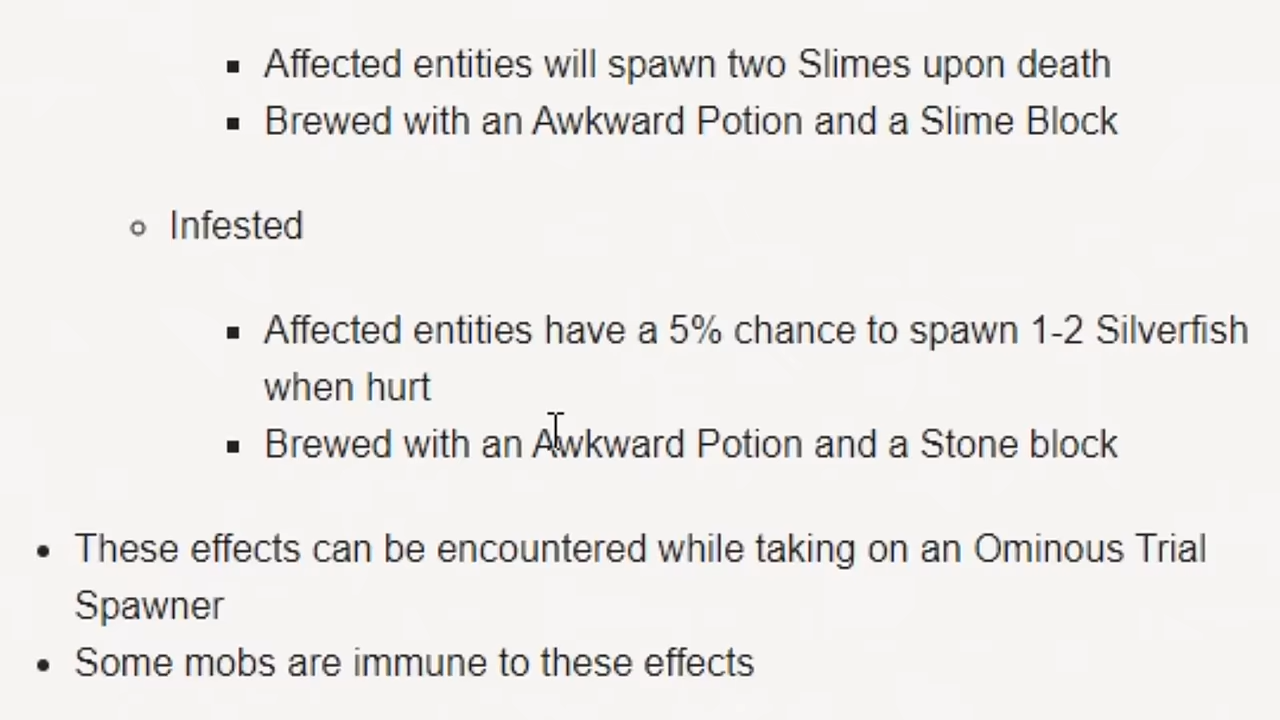 Affected entities will spawn two Slimes upon death
Brewed with an Awkward Potion and a Slime Block
Infested
Affected entities have a 5% chance to spawn 1-2 Silverfish
when hurt
Brewed with an Awkward Potion and a Stone block
These effects can be encountered while taking on an Ominous Trial
Spawner
Some mobs are immune to these effects